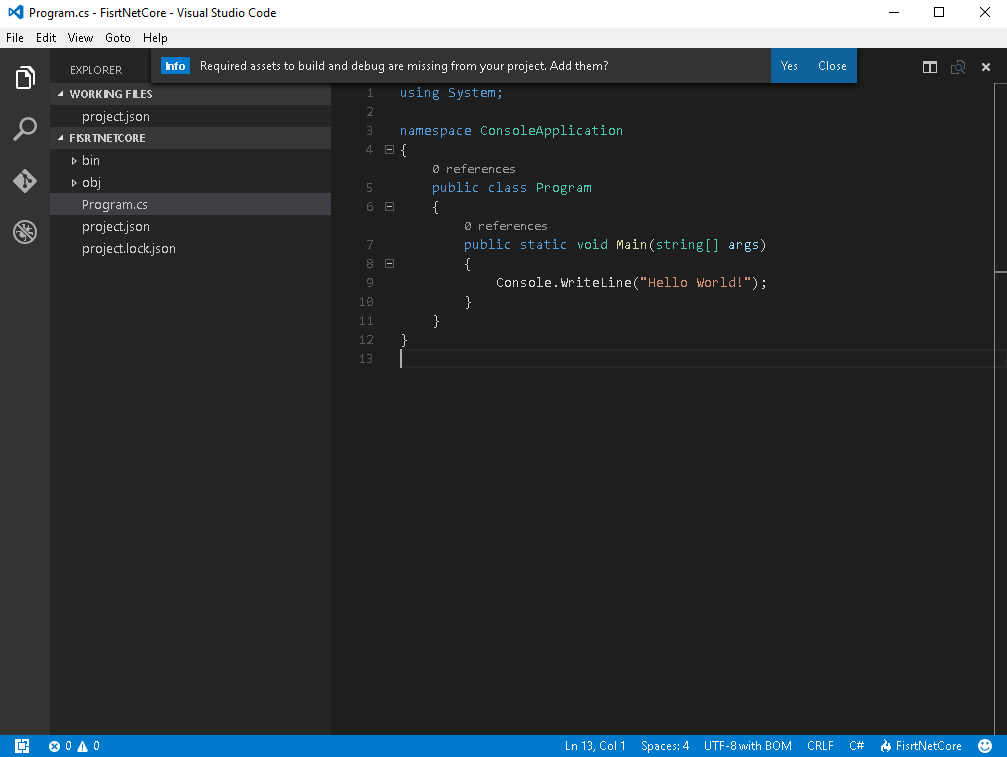 Program.cs - FisrtNetCore - Visual Studio Code
File Edit View Goto Help
EXPLORER
Info Required assets to build and debug are missing from your project. Add them? Yes Close
WORKING FILES
project.json
FISRTNETCORE
bin
obj
Program.cs
project.json
project.lock.json
1 using System;
2
3 namespace ConsoleApplication
4 {
0 references
5 public class Program
6 {
0 references
7 public static void Main(string[] args)
8 {
9 Console.WriteLine("Hello World!");
10 }
11 }
12 }
13
0 0 Ln 13, Col 1 Spaces: 4 UTF-8 with BOM CRLF C# FisrtNetCore